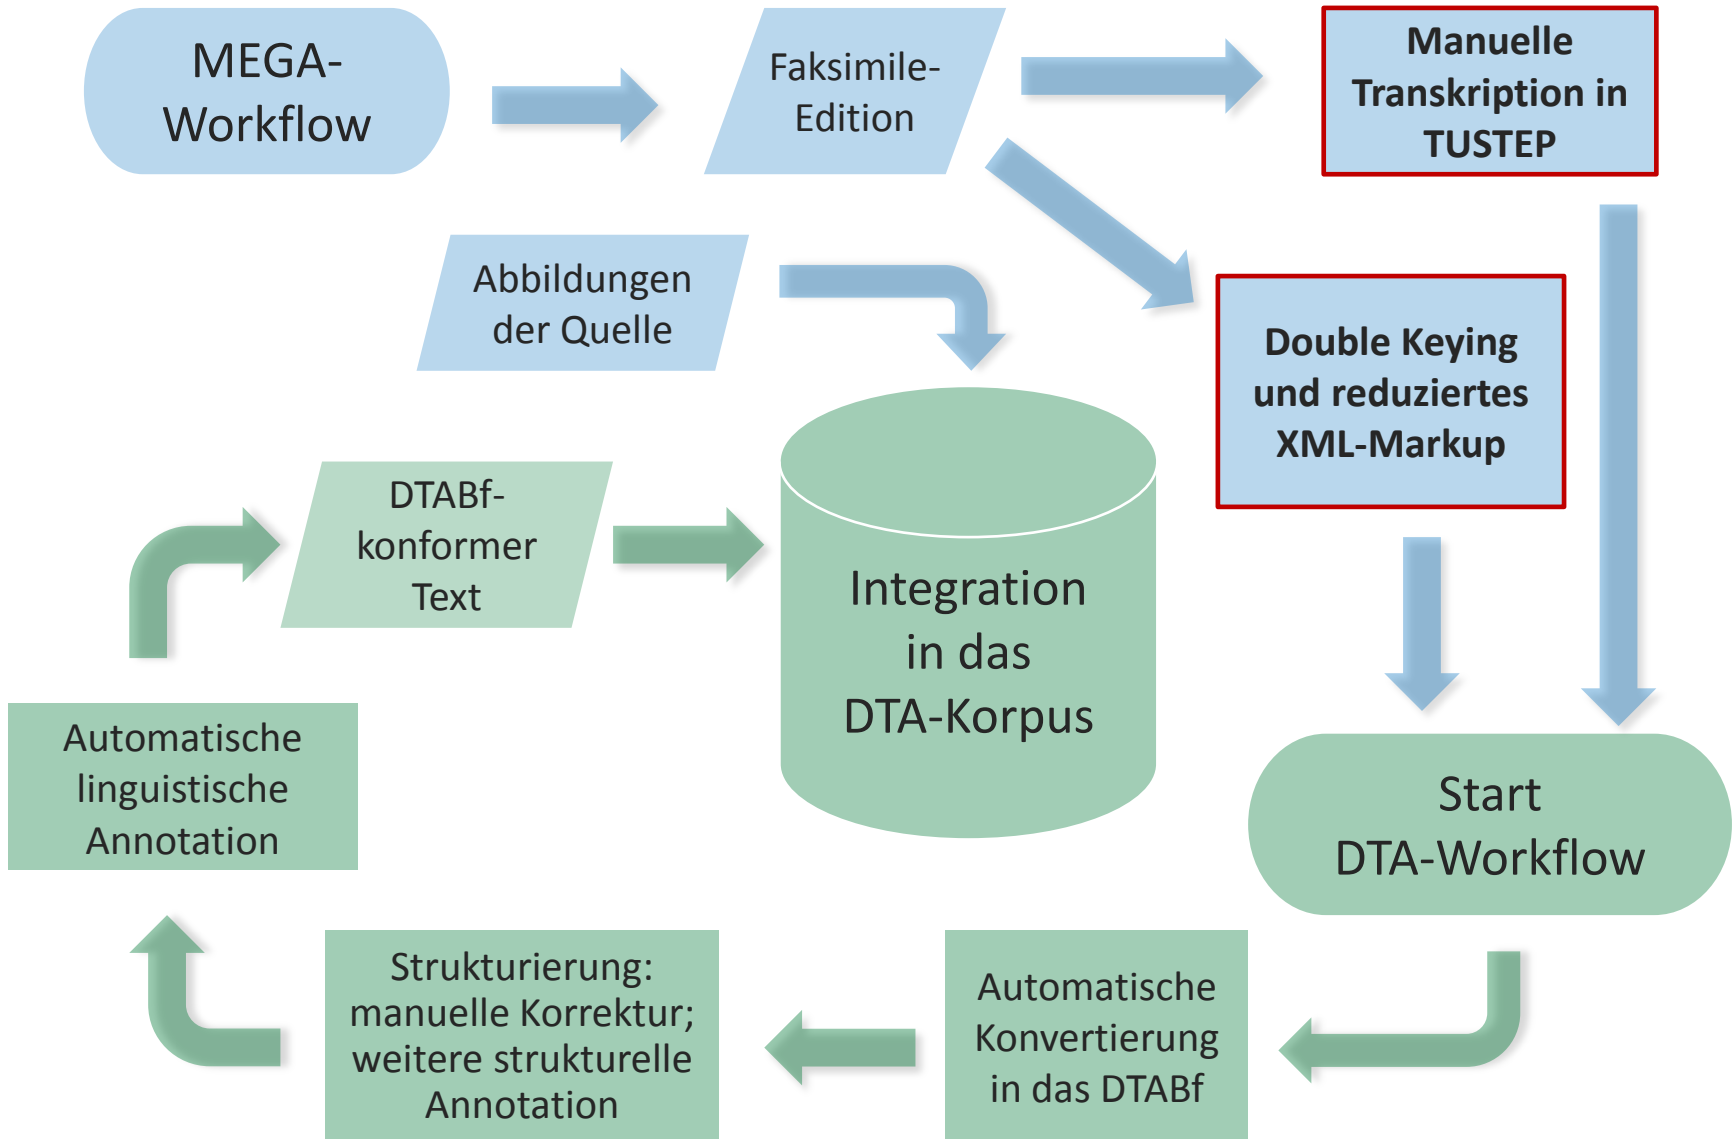 MEGA-
Workflow
Faksimile-
Edition
Manuelle
Transkription in
TUSTEP
Abbildungen
der Quelle
Double Keying
und reduziertes
XML-Markup
DTABf-
konformer
Text
Integration
in das
DTA-Korpus
Automatische
linguistische
Annotation
Start
DTA-Workflow
Strukturierung:
manuelle Korrektur;
weitere strukturelle
Annotation
Automatische
Konvertierung
in das DTABf